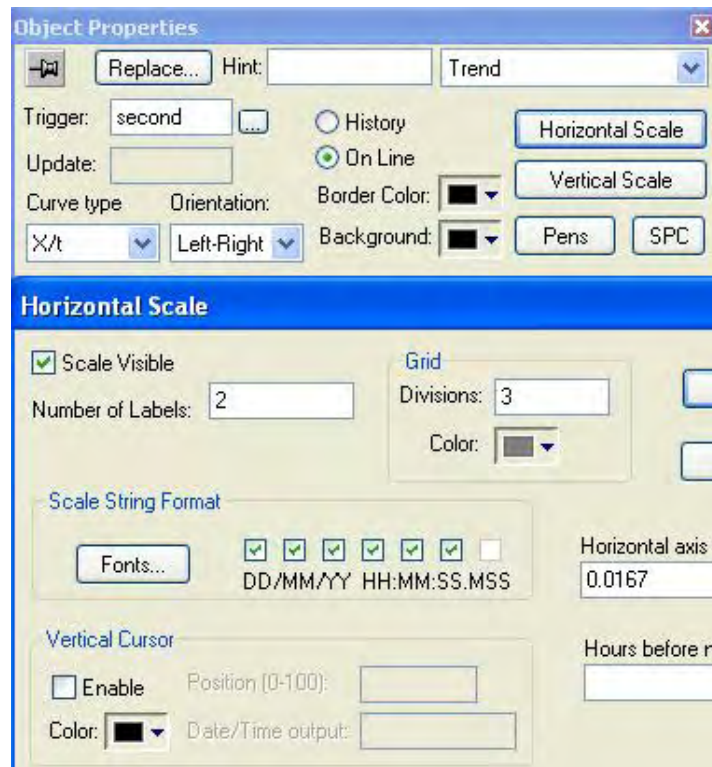 Object Properties
Replace... Hint: Trend
Trigger: second ... History Horizontal Scale
Update: On Line Vertical Scale
Curve type Orientation: Border Color:
X/t Left-Right Background: Pens SPC
Horizontal Scale
Scale Visible
Number of Labels: 2
Grid
Divisions: 3
Color:
Scale String Format
Fonts... DD/MM/YY HH:MM:SS.MSS
Horizontal axis
0.0167
Vertical Cursor
Enable Position (0-100):
Color: Date/Time output:
Hours before n